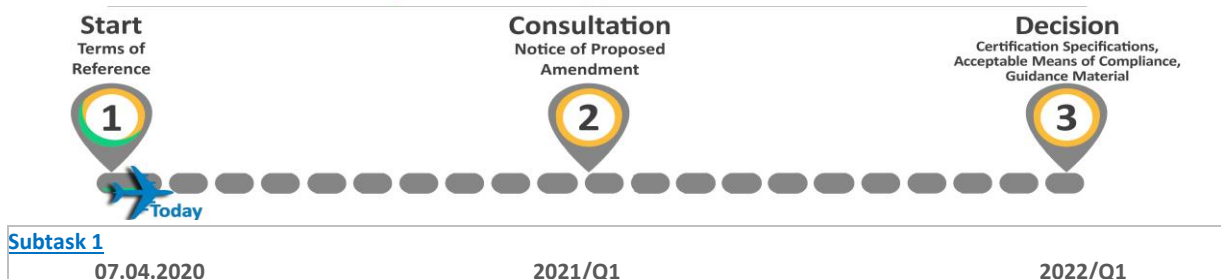 Start
Terms of
Reference
1
Consultation
Notice of Proposed
Amendment
2
Decision
Certification Specifications,
Acceptable Means of Compliance,
Guidance Material
3
Today
Subtask 1
07.04.2020 2021/Q1 2022/Q1